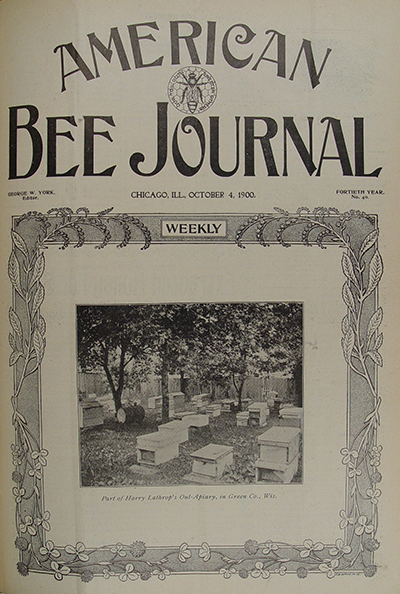 AMERICAN
BEE JOURNAL
GEORGE W. YORK,
Editor.
CHICAGO, ILL., OCTOBER 4, 1900.
FORTIETH YEAR.
No. 40.
WEEKLY
Part of Harry Lathrop's Out-Apiary, in Green Co., Wis.